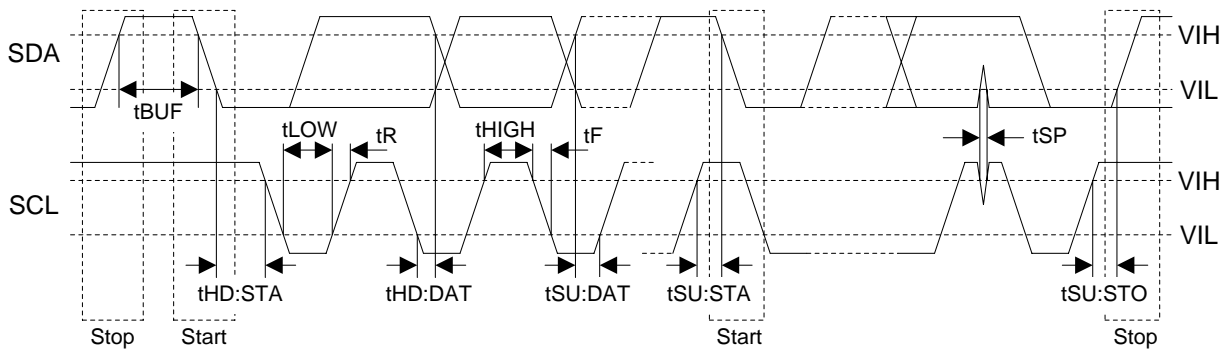 SDA
VIH
VIL
tBUF
tLOW
tR
tHIGH
tF
tSP
SCL
VIH
VIL
tHD:STA
tHD:DAT
tSU:DAT
tSU:STA
tSU:STO
Stop
Start
Start
Stop